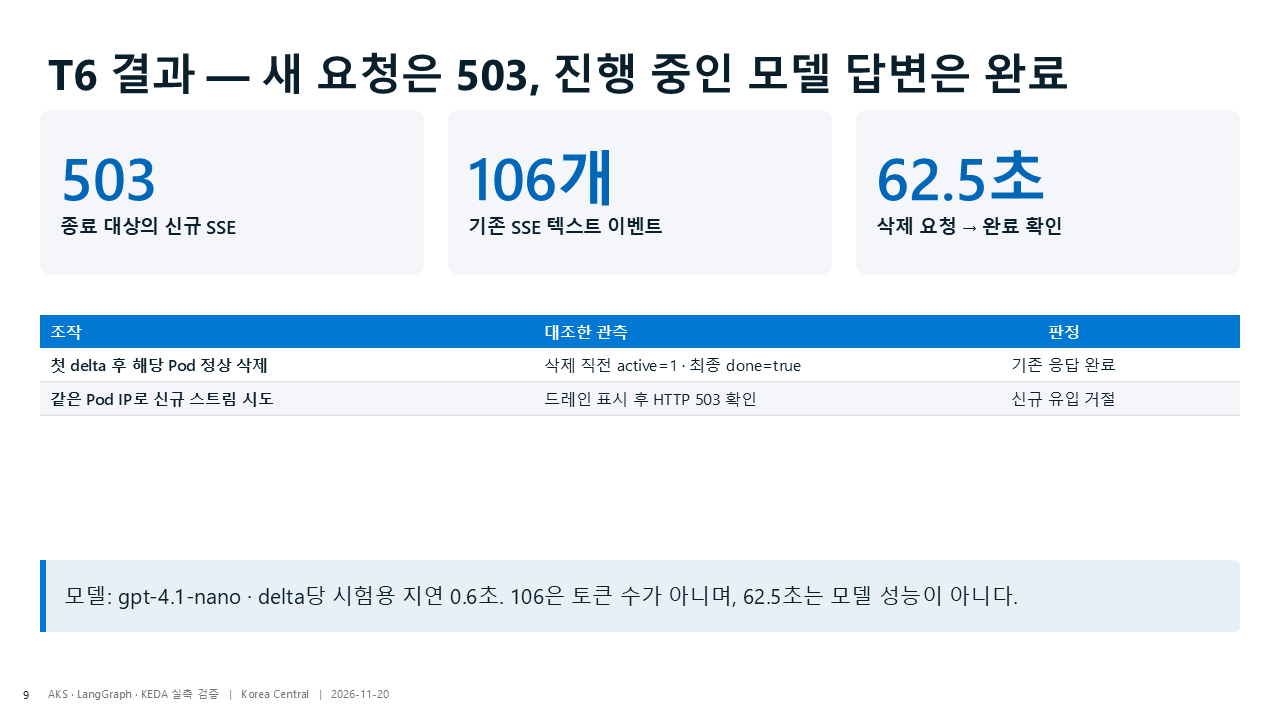 T6 결과 — 새 요청은 503, 진행 중인 모델 답변은 완료
503
종료 대상의 신규 SSE
106개
기존 SSE 텍스트 이벤트
62.5초
삭제 요청 → 완료 확인
조작 대조한 관측 판정
첫 delta 후 해당 Pod 정상 삭제 삭제 직전 active=1 · 최종 done=true 기존 응답 완료
같은 Pod IP로 신규 스트림 시도 드레인 표시 후 HTTP 503 확인 신규 유입 거절
모델: gpt-4.1-nano · delta당 시험용 지연 0.6초. 106은 토큰 수가 아니며, 62.5초는 모델 성능이 아니다.
9 AKS · LangGraph · KEDA 실측 검증 | Korea Central | 2026-11-20